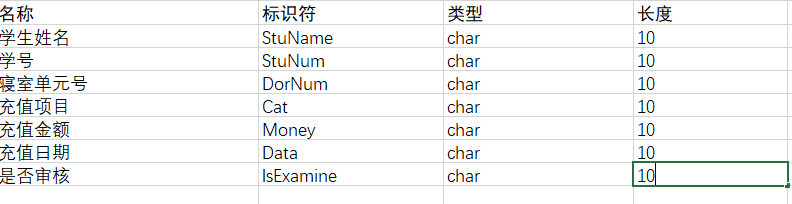 名称 标识符 类型 长度
学生姓名 StuName char 10
学号 StuNum char 10
寝室单元号 DorNum char 10
充值项目 Cat char 10
充值金额 Money char 10
充值日期 Data char 10
是否审核 IsExamine char 10